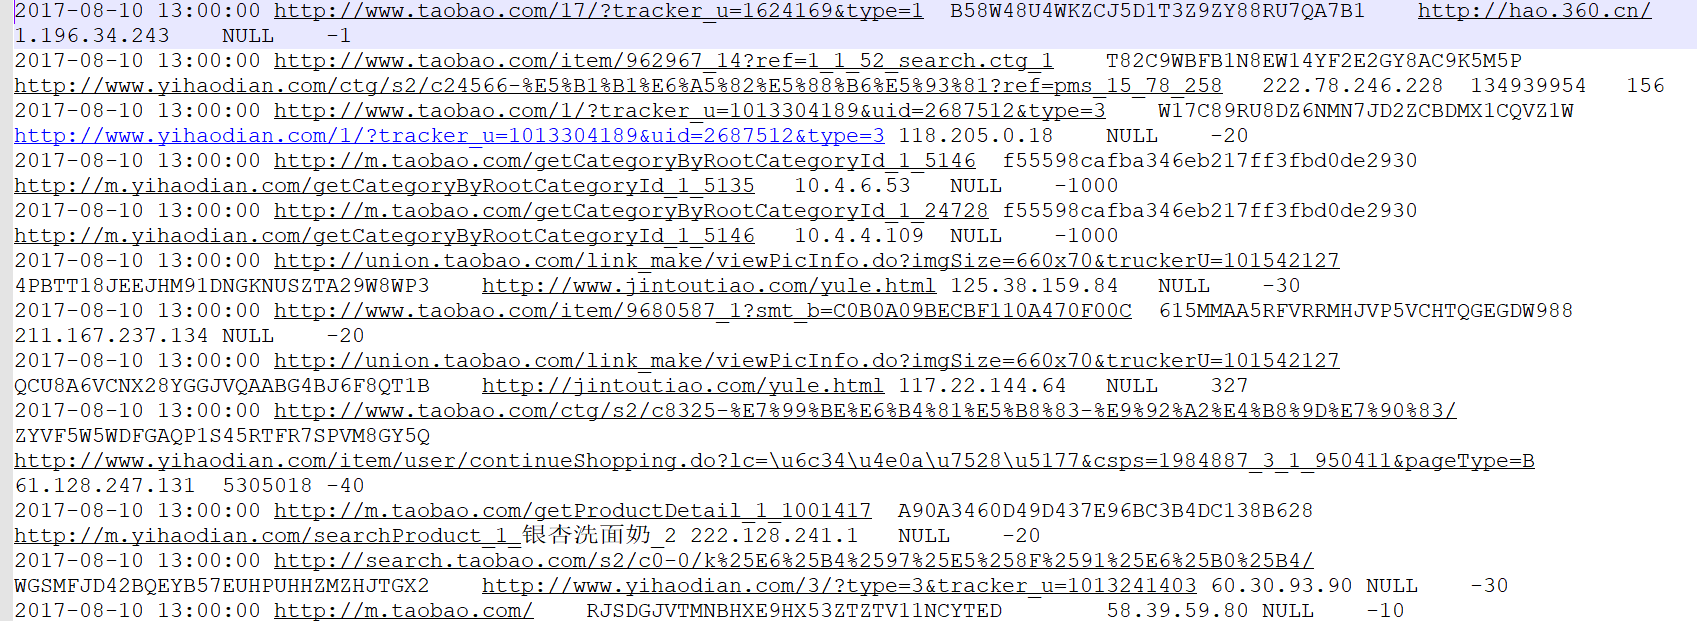 2017-08-10 13:00:00 http://www.taobao.com/17/?tracker_u=1624169&type=1 B58W48U4WKZCJ5D1T3Z9ZY88RU7QA7B1 http://hao.360.cn/
1.196.34.243 NULL -1
2017-08-10 13:00:00 http://www.taobao.com/item/962967_14?ref=1_1_52_search.ctg_1 T82C9WBFB1N8EW14YF2E2GY8AC9K5M5P
http://www.yihaodian.com/ctg/s2/c24566-%E5%B1%B1%E6%A5%82%E5%88%B6%E5%93%81?ref=pms_15_78_258 222.78.246.228 134939954 156
2017-08-10 13:00:00 http://www.taobao.com/1/?tracker_u=1013304189&uid=2687512&type=3 W17C89RU8DZ6NMN7JD2ZCBDMX1CQVZ1W
http://www.yihaodian.com/1/?tracker_u=1013304189&uid=2687512&type=3 118.205.0.18 NULL -20
2017-08-10 13:00:00 http://m.taobao.com/getCategoryByRootCategoryId_1_5146 f55598cafba346eb217ff3fbd0de2930
http://m.yihaodian.com/getCategoryByRootCategoryId_1_5135 10.4.6.53 NULL -1000
2017-08-10 13:00:00 http://m.taobao.com/getCategoryByRootCategoryId_1_24728 f55598cafba346eb217ff3fbd0de2930
http://m.yihaodian.com/getCategoryByRootCategoryId_1_5146 10.4.4.109 NULL -1000
2017-08-10 13:00:00 http://union.taobao.com/link_make/viewPicInfo.do?imgSize=660x70&truckerU=101542127
4PBTT18JEEJHM91DNGKNUSZTA29W8WP3 http://www.jintoutiao.com/yule.html 125.38.159.84 NULL -30
2017-08-10 13:00:00 http://www.taobao.com/item/9680587_1?smt_b=C0B0A09BECBF110A470F00C 615MMAA5RFVRRMHJVP5VCHTQGEGDW988
211.167.237.134 NULL -20
2017-08-10 13:00:00 http://union.taobao.com/link_make/viewPicInfo.do?imgSize=660x70&truckerU=101542127
QCU8A6VCNX28YGGJVQAABG4BJ6F8QT1B http://jintoutiao.com/yule.html 117.22.144.64 NULL 327
2017-08-10 13:00:00 http://www.taobao.com/ctg/s2/c8325-%E7%99%BE%E6%B4%81%E5%B8%83-%E9%92%A2%E4%B8%9D%E7%90%83/
ZYVF5W5WDFGAQP1S45RTFR7SPVM8GY5Q
http://www.yihaodian.com/item/user/continueShopping.do?lc=\u6c34\u4e0a\u7528\u5177&csps=1984887_3_1_950411&pageType=B
61.128.247.131 5305018 -40
2017-08-10 13:00:00 http://m.taobao.com/getProductDetail_1_1001417 A90A3460D49D437E96BC3B4DC138B628
http://m.yihaodian.com/searchProduct_1_银杏洗面奶_2 222.128.241.1 NULL -20
2017-08-10 13:00:00 http://search.taobao.com/s2/c0-0/k%25E6%25B4%2597%25E5%258F%2591%25E6%25B0%25B4/
WGSMFJD42BQEYB57EUHPUHHZMZHJTGX2 http://www.yihaodian.com/3/?type=3&tracker_u=1013241403 60.30.93.90 NULL -30
2017-08-10 13:00:00 http://m.taobao.com/ RJSDGJVTMNBHXE9HX53ZTZTV11NCYTED 58.39.59.80 NULL -10